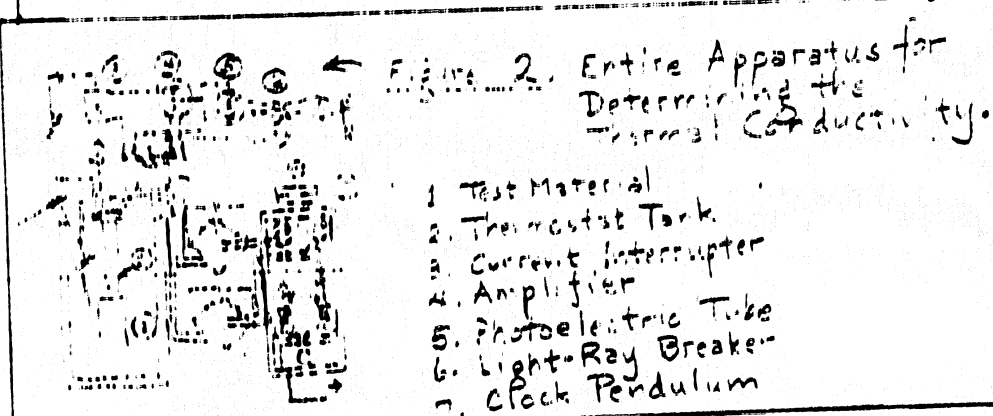 Figure 2. Entire Apparatus for
Determining the
Thermal Conductivity.
1 Test Material
2. Thermostat Tank
3. Current Interrupter
4. Amplifier
5. Photoelectric Tube
6. Light-Ray Breaker
7. Clock Pendulum